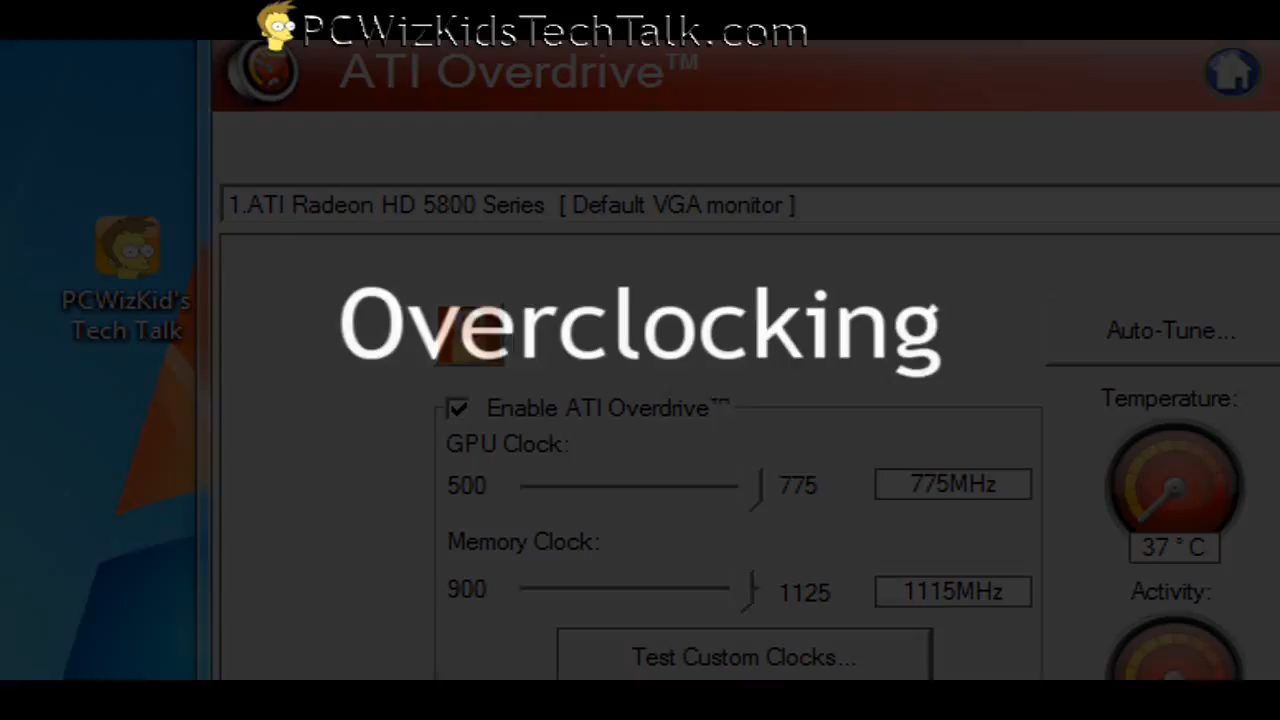 PCWizKidsTechTalk.com
ATI Overdrive™
1.ATI Radeon HD 5800 Series [ Default VGA monitor ]
PCWizKid's
Tech Talk
Overclocking
Auto-Tune...
Enable ATI Overdrive™
Temperature:
GPU Clock:
500 775 775MHz
37°C
Memory Clock:
900 1125 1115MHz
Activity:
Test Custom Clocks...